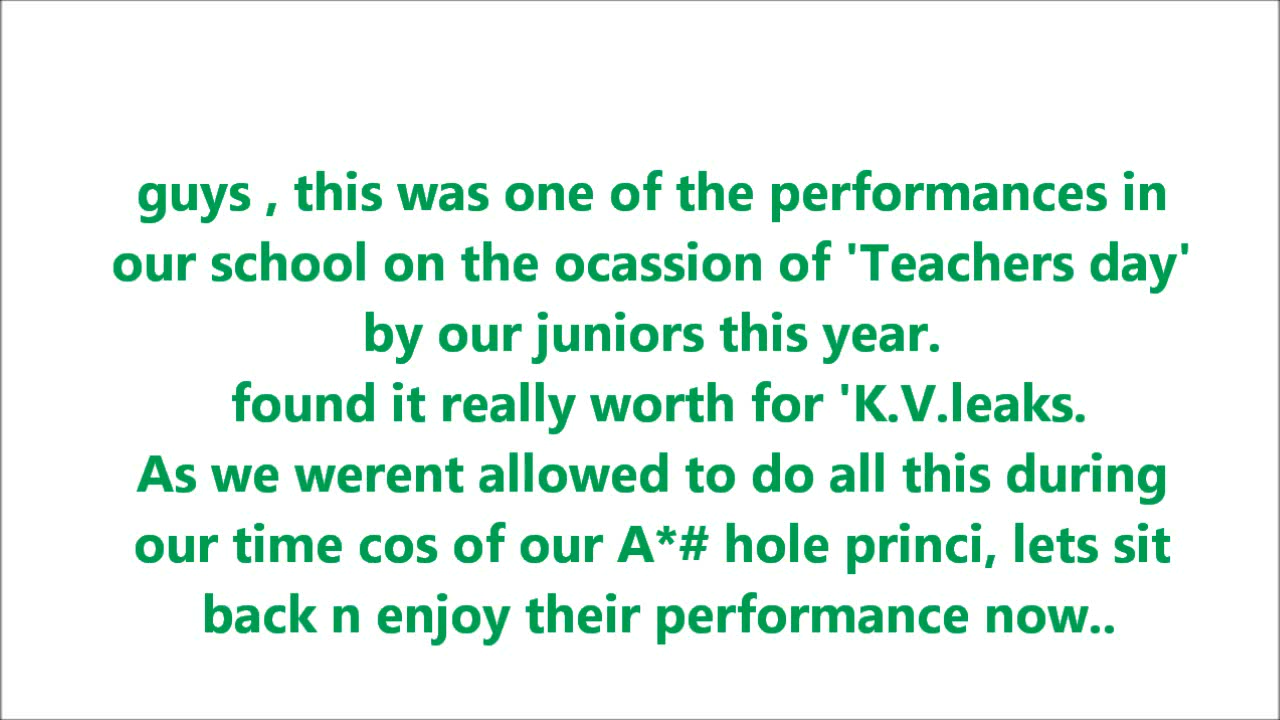 guys , this was one of the performances in
our school on the ocassion of 'Teachers day'
by our juniors this year.
found it really worth for 'K.V.leaks.
As we werent allowed to do all this during
our time cos of our A*# hole princi, lets sit
back n enjoy their performance now..